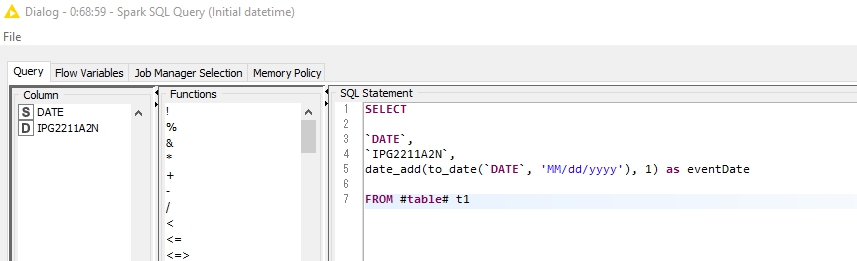 Dialog - 0:68:59 - Spark SQL Query (Initial datetime)
File
Query Flow Variables Job Manager Selection Memory Policy
Column
S DATE
D IPG2211A2N
Functions
!
%
&
*
+
-
/
<
<=
<=>
SQL Statement
1 SELECT
2
3 `DATE`,
4 `IPG2211A2N`,
5 date_add(to_date(`DATE`, 'MM/dd/yyyy'), 1) as eventDate
6
7 FROM #table# t1